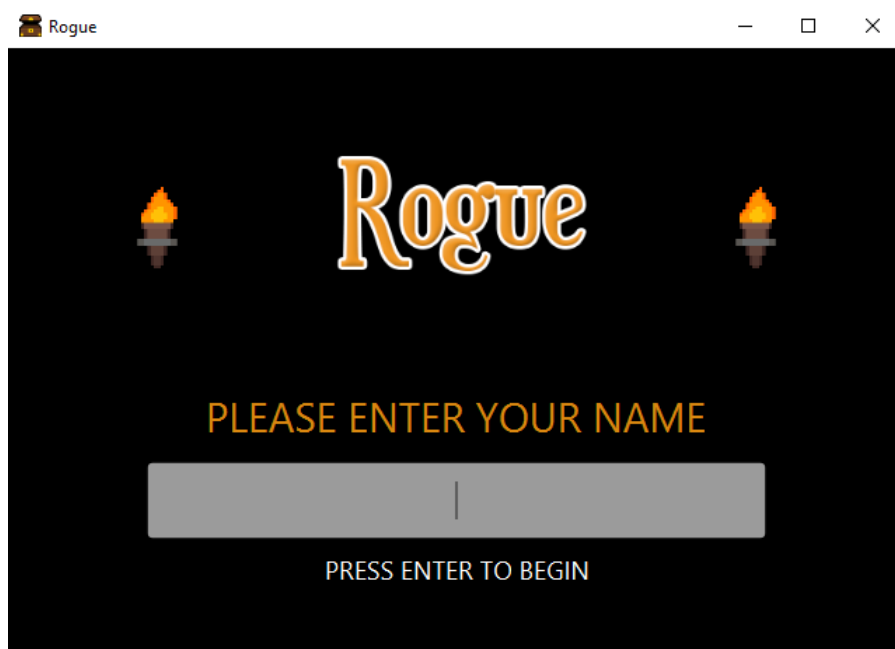 Rogue
Rogue
PLEASE ENTER YOUR NAME
PRESS ENTER TO BEGIN